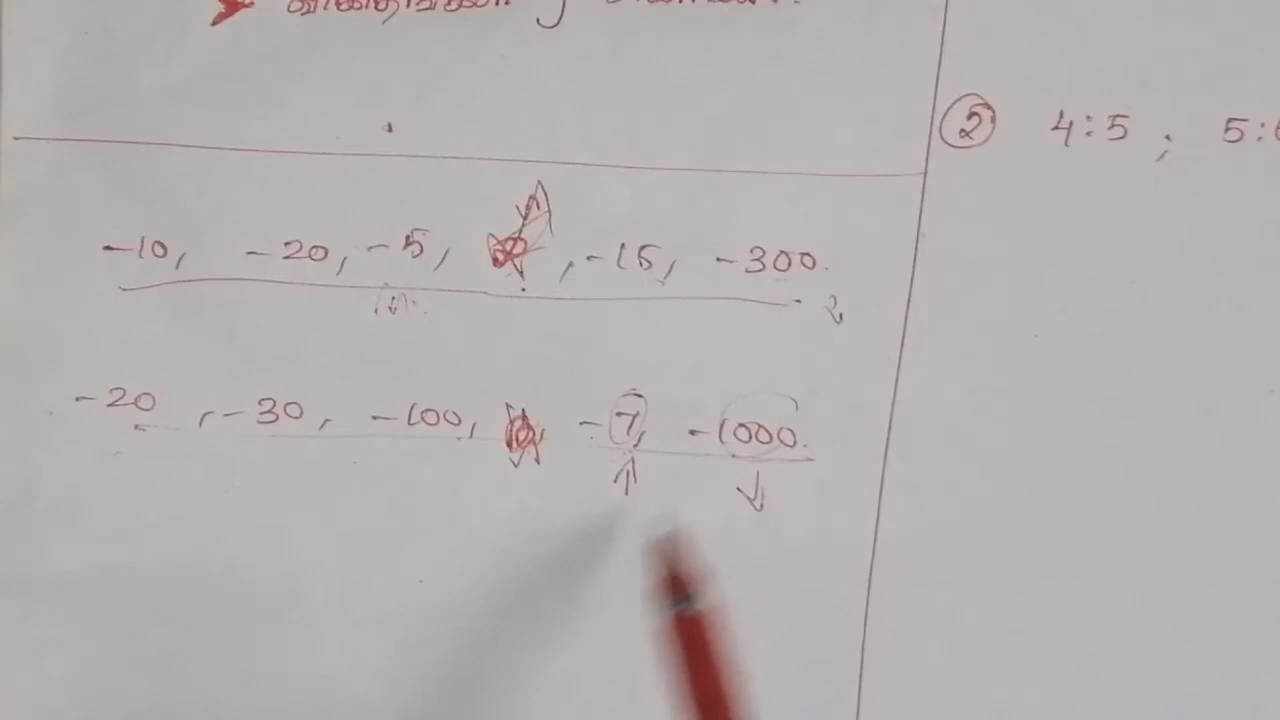 ② 4:5 ; 5:
-10, -20, -5, , -15, -300.
-20, -30, -100, -7, -1000.